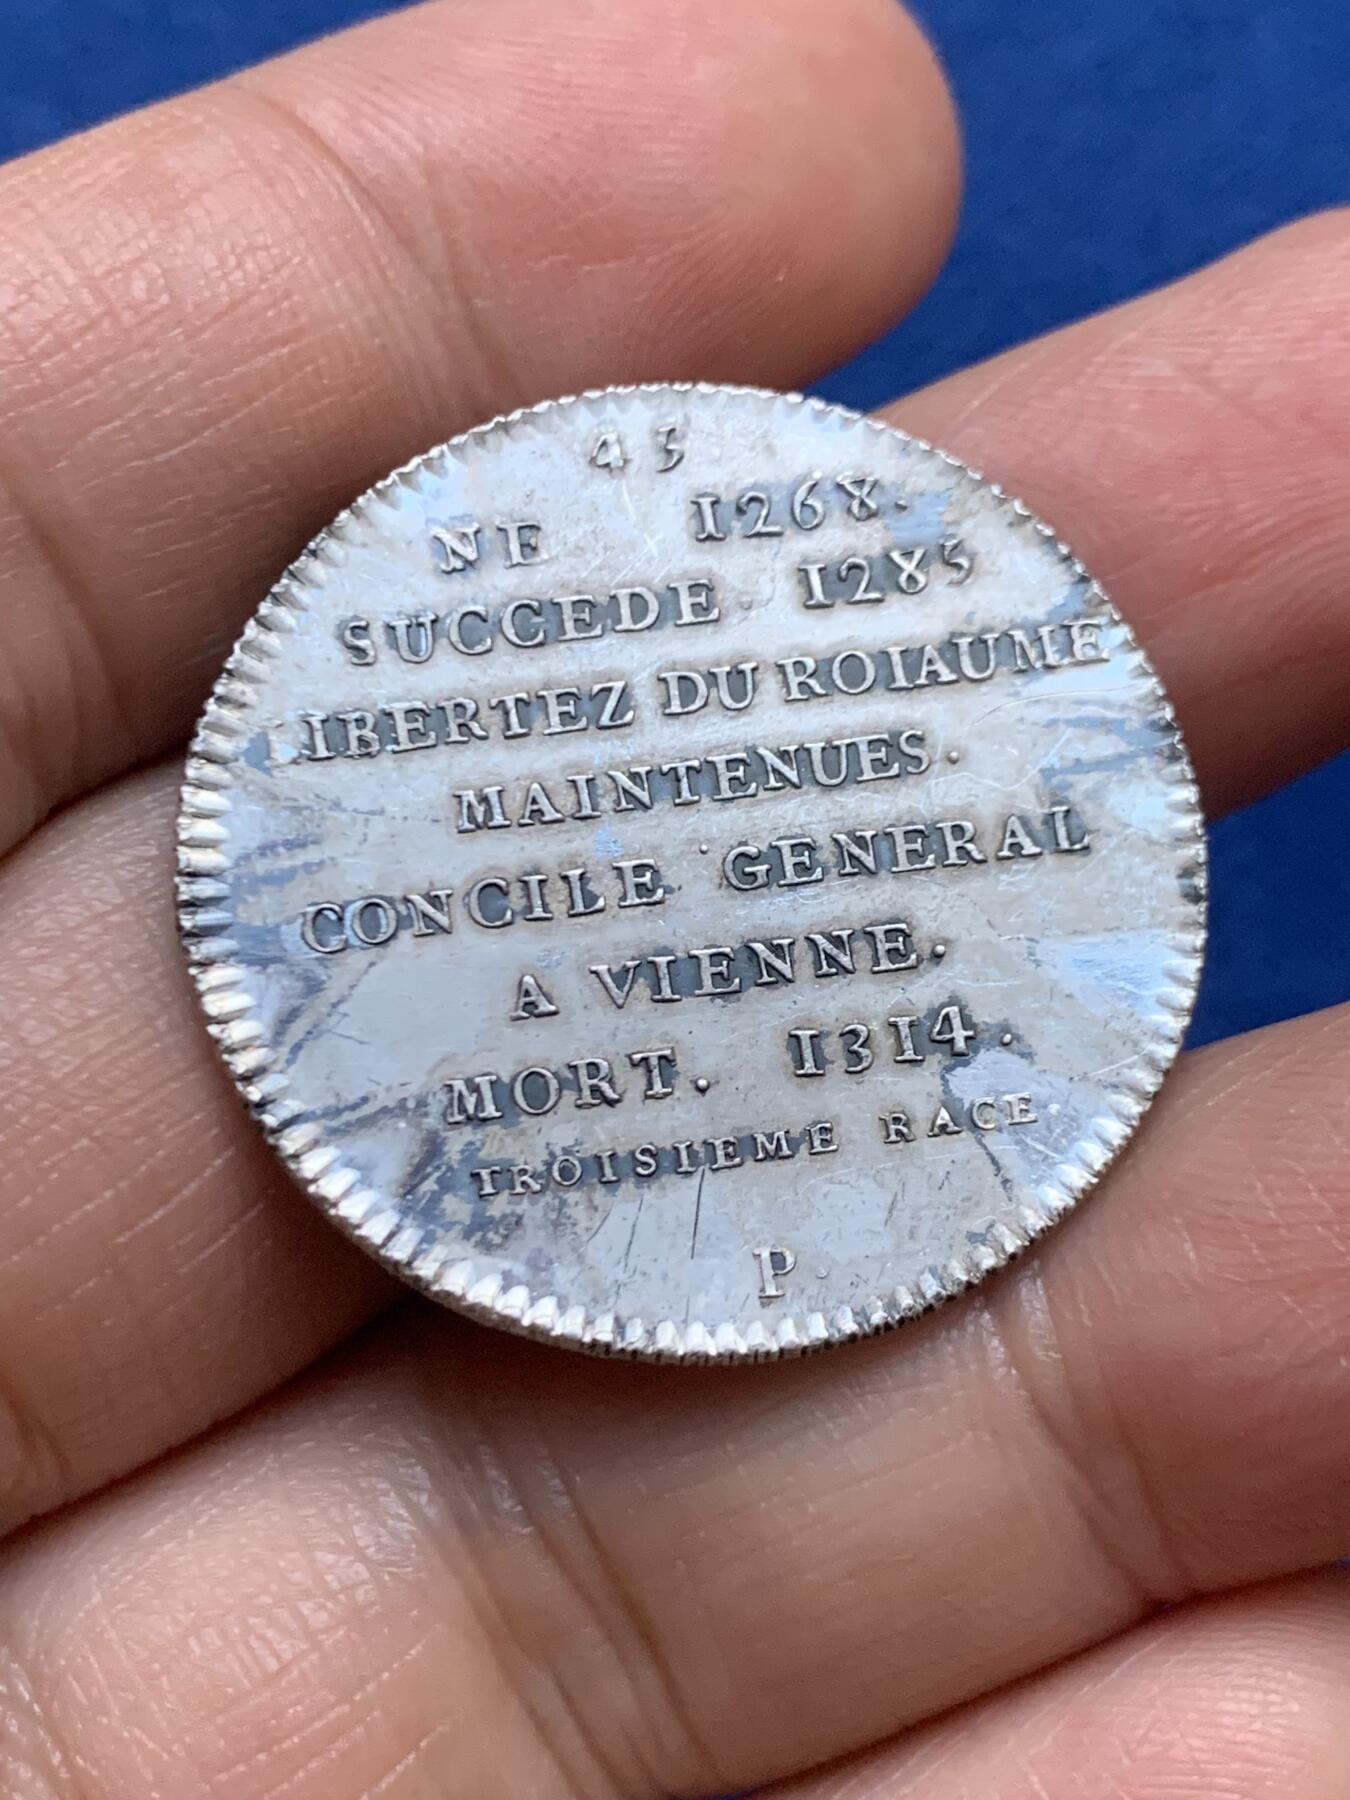 43
NE 1268.
SUCCEDE 1285
LIBERTEZ DU ROIAUME
MAINTENUES.
CONCILE GENERAL
A VIENNE.
MORT. 1314.
TROISIEME RACE.
P.